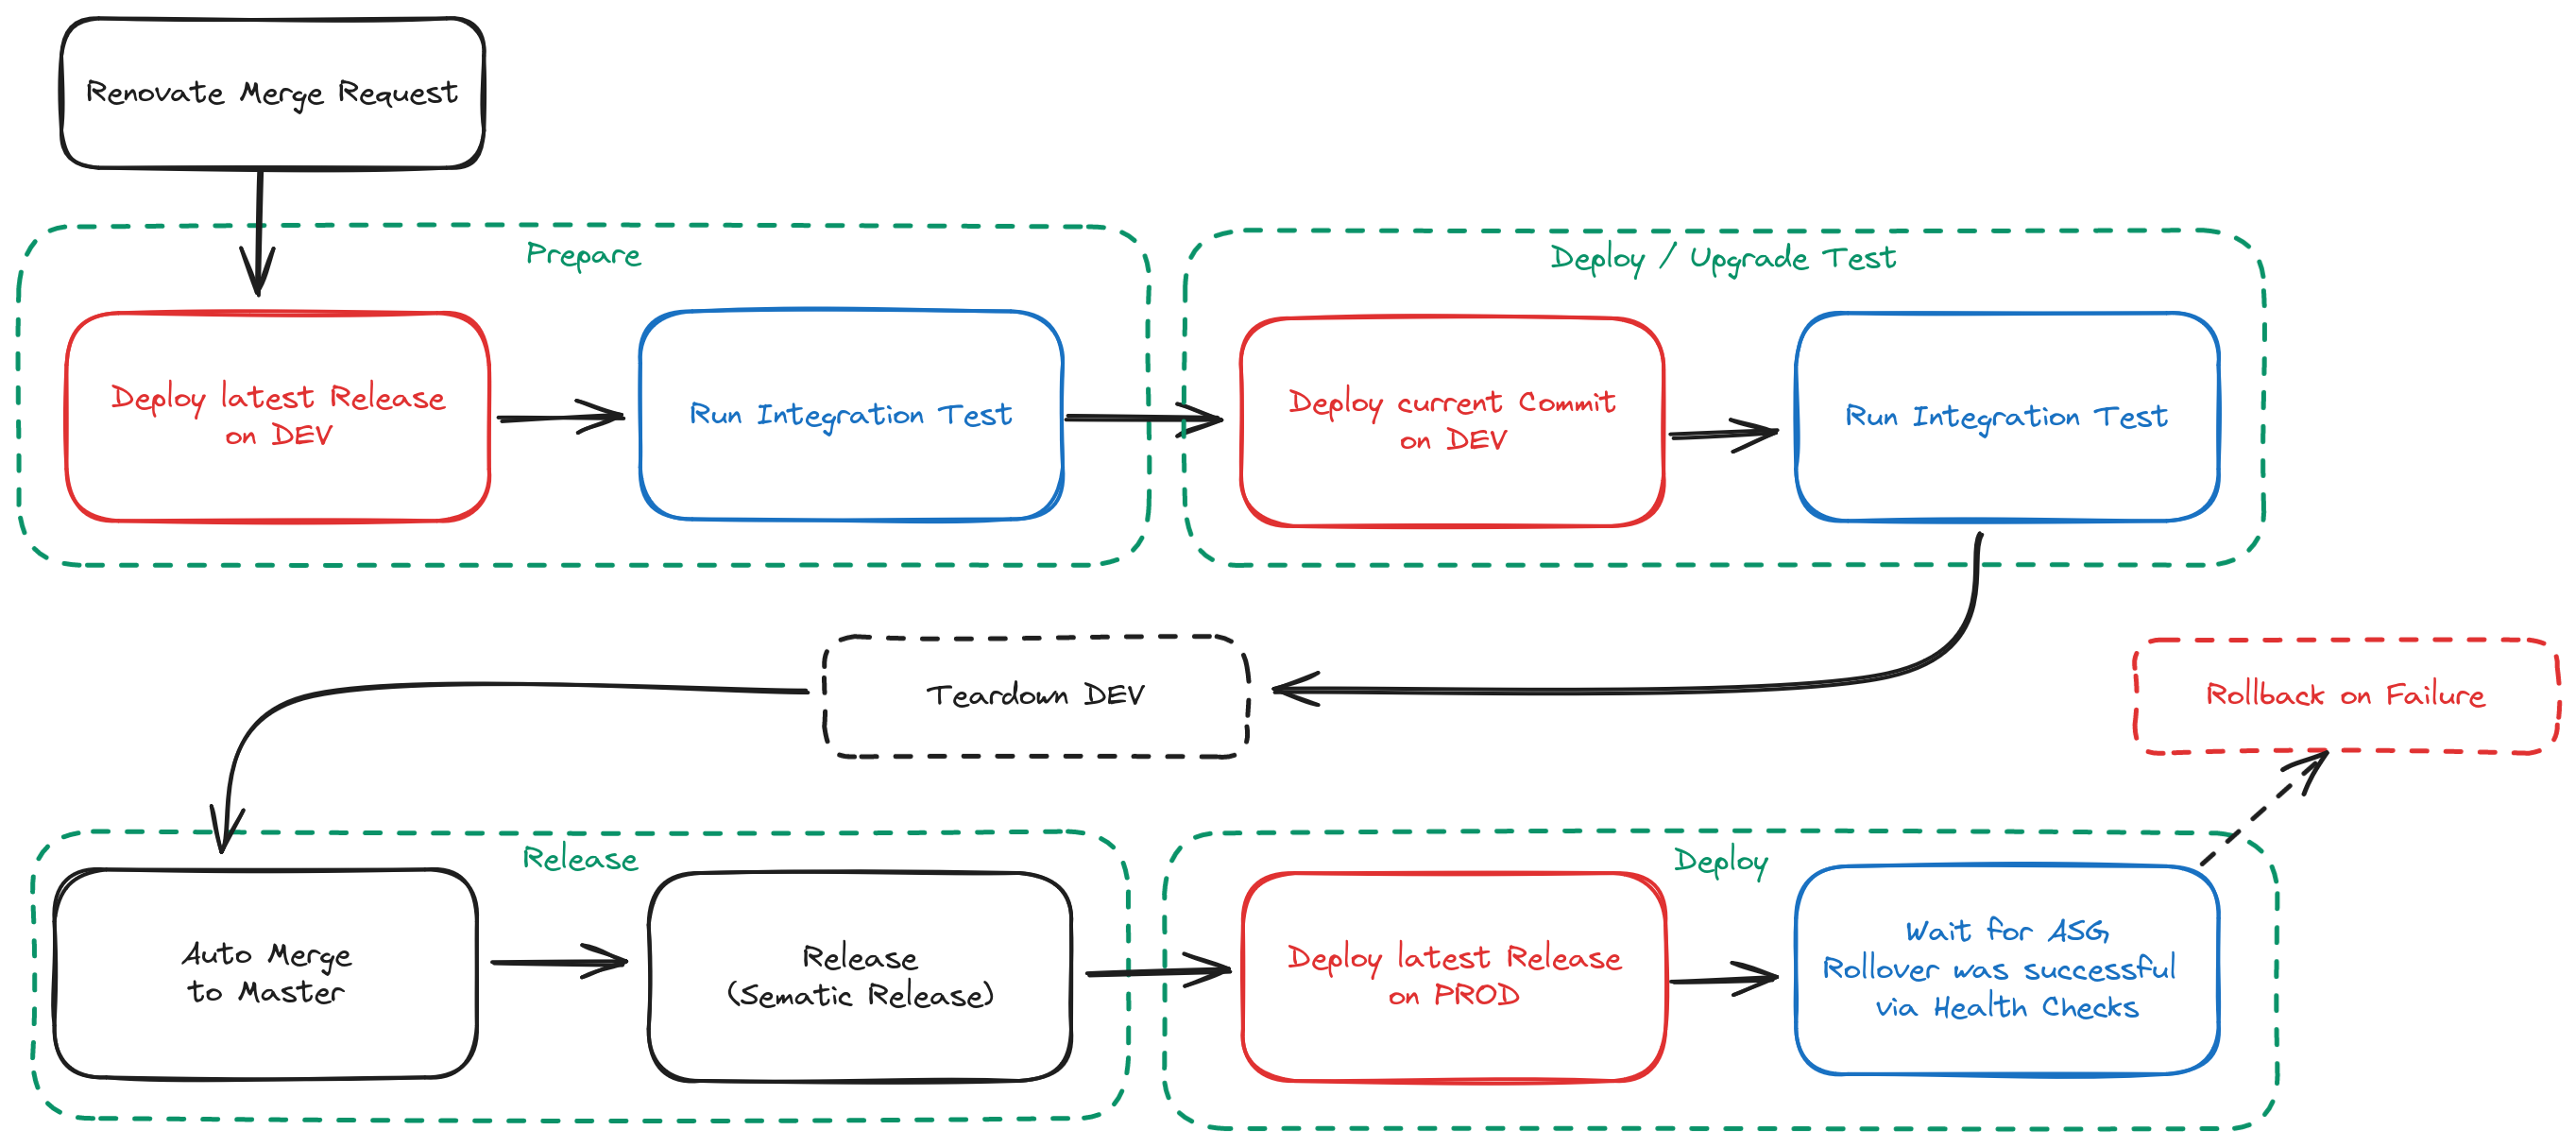 Renovate Merge Request
Prepare
Deploy latest Release
on DEV
Run Integration Test
Deploy / Upgrade Test
Deploy current Commit
on DEV
Run Integration Test
Teardown DEV
Rollback on Failure
Release
Auto Merge
to Master
Release
(Sematic Release)
Deploy
Deploy latest Release
on PROD
Wait for ASG
Rollover was successful
via Health Checks